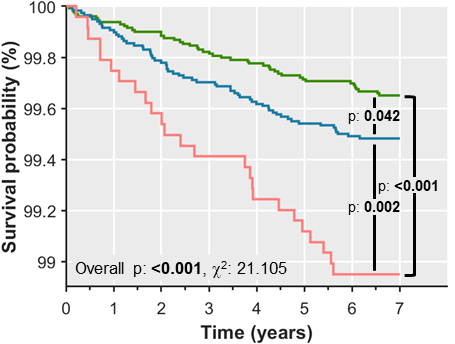 Survival probability (%)
100
99.8
99.6
99.4
99.2
99
p: 0.042
p: <0.001
p: 0.002
Overall p: <0.001, χ²: 21.105
0 1 2 3 4 5 6 7
Time (years)